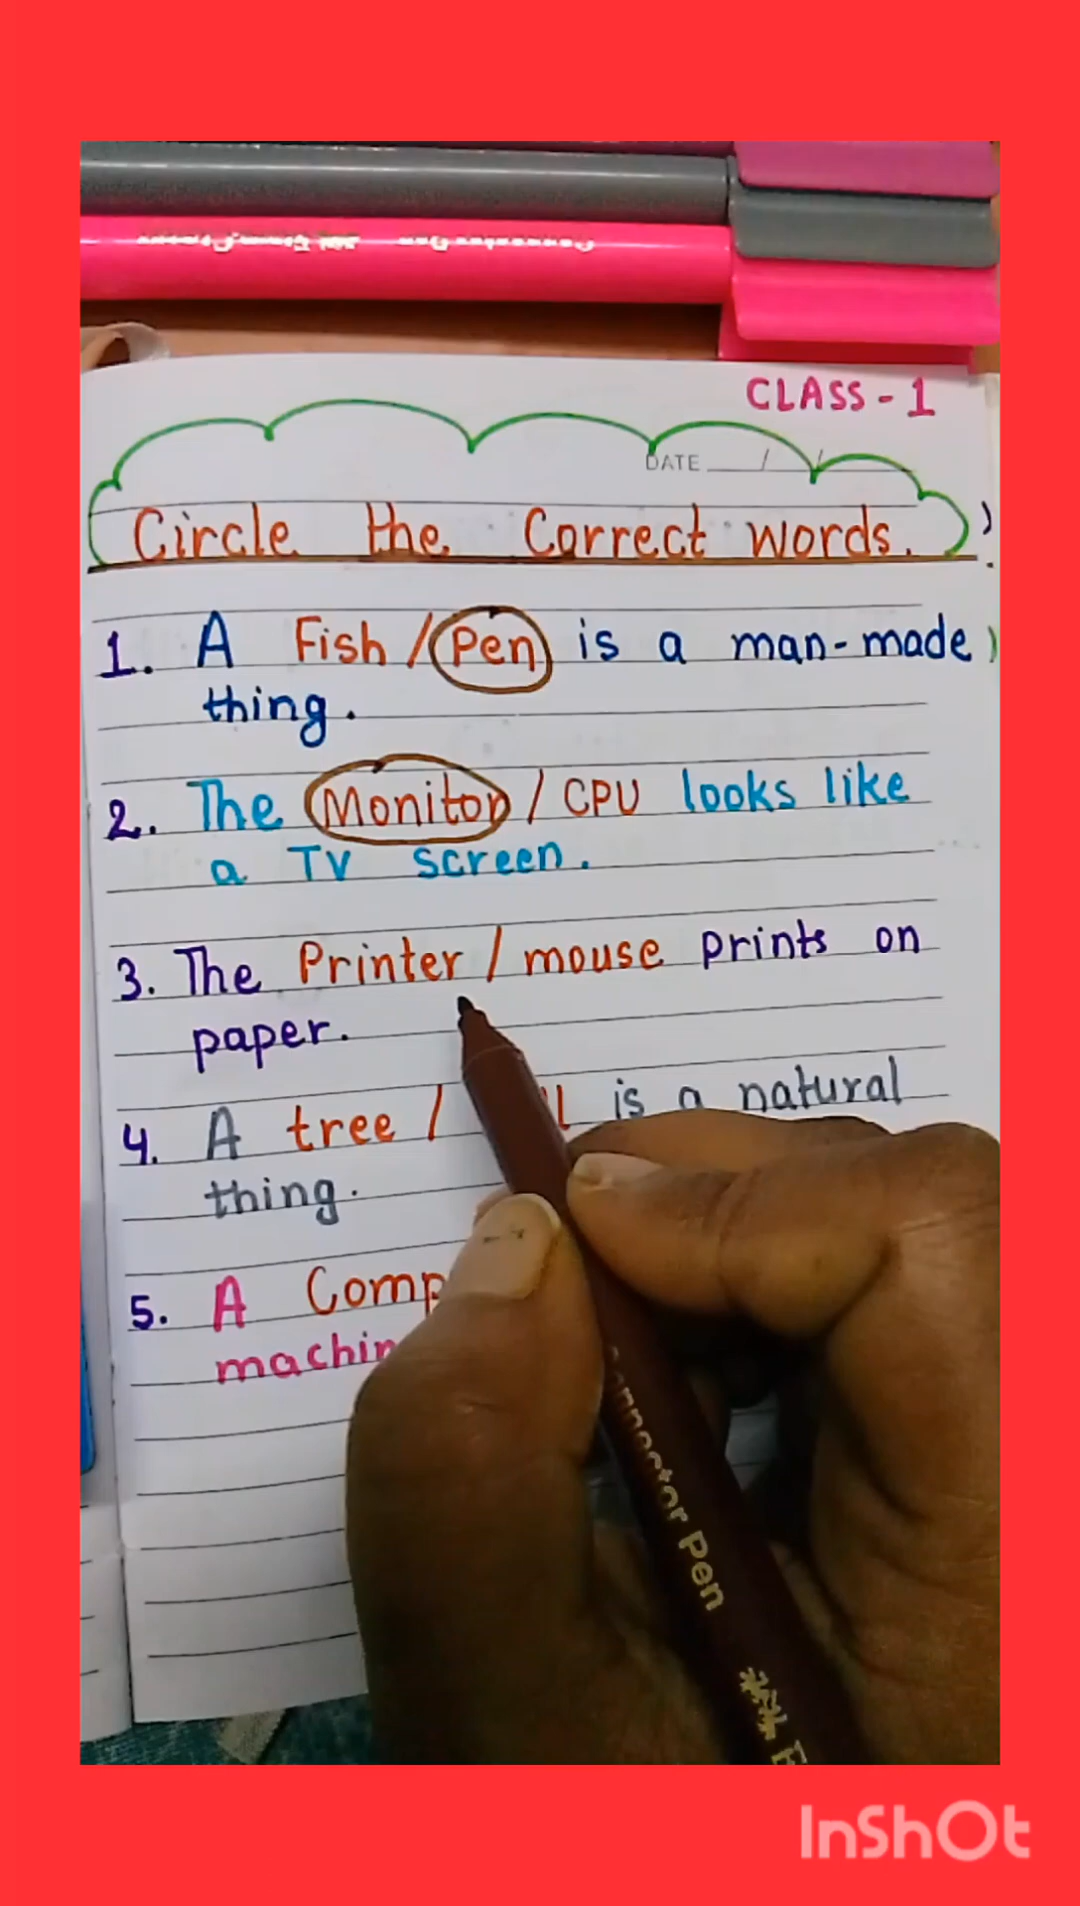 CLASS - 1
DATE
Circle the Correct words.
1. A Fish / Pen is a man-made
thing.
2. The Monitor / CPU looks like
a TV screen.
3. The Printer / mouse prints on
paper.
4. A tree / is a natural
thing.
5. A
Connector Pen
InShOt